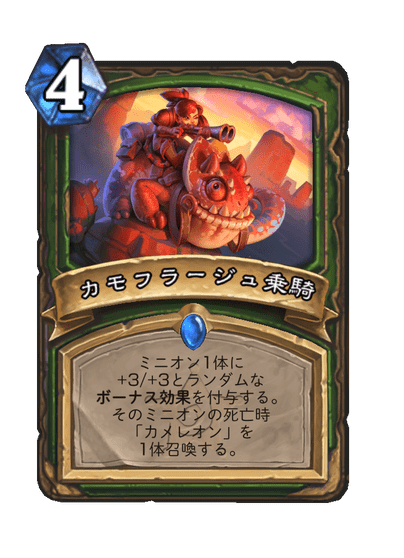 4
カモフラージュ乗騎
ミニオン1体に
+3/+3とランダムな
ボーナス効果を付与する。
そのミニオンの死亡時
「カメレオン」を
1体召喚する。